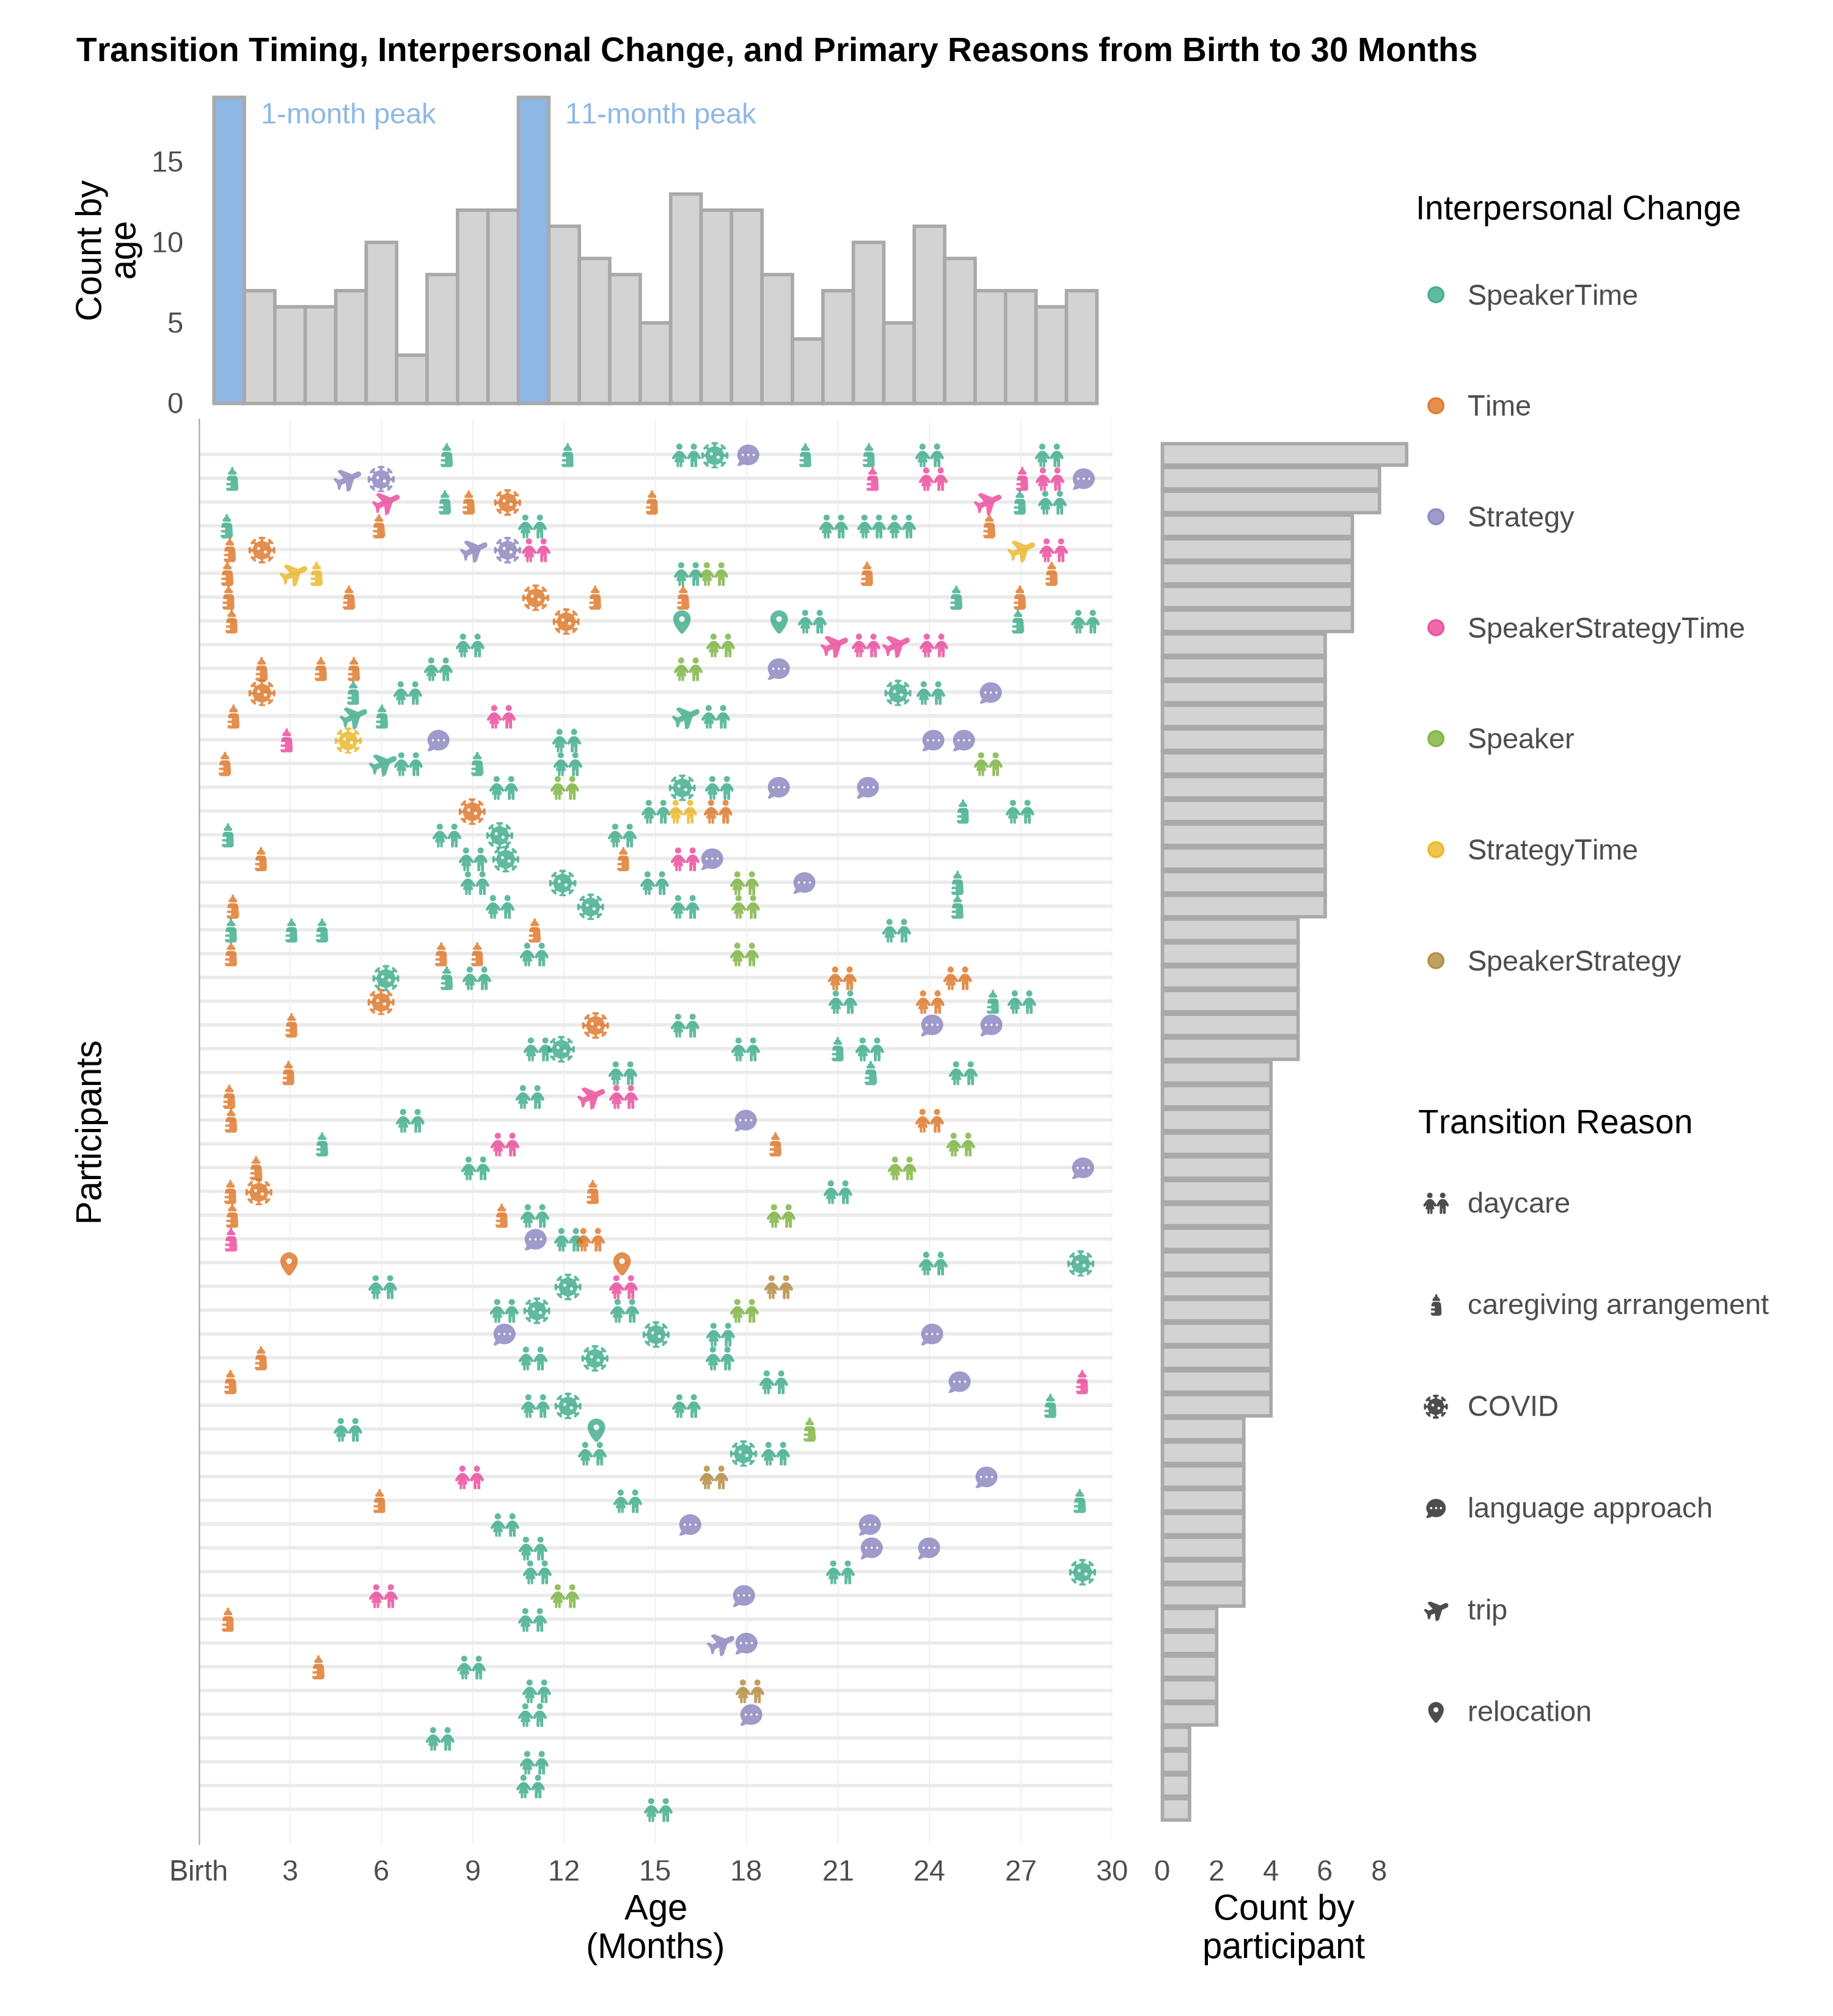 Transition Timing, Interpersonal Change, and Primary Reasons from Birth to 30 Months
1-month peak
11-month peak
15
10
5
0
Count by
age
Interpersonal Change
SpeakerTime
Time
Strategy
SpeakerStrategyTime
Speaker
StrategyTime
SpeakerStrategy
Transition Reason
daycare
caregiving arrangement
COVID
language approach
trip
relocation
Participants
Birth 3 6 9 12 15 18 21 24 27 30
Age
(Months)
0 2 4 6 8
Count by
participant